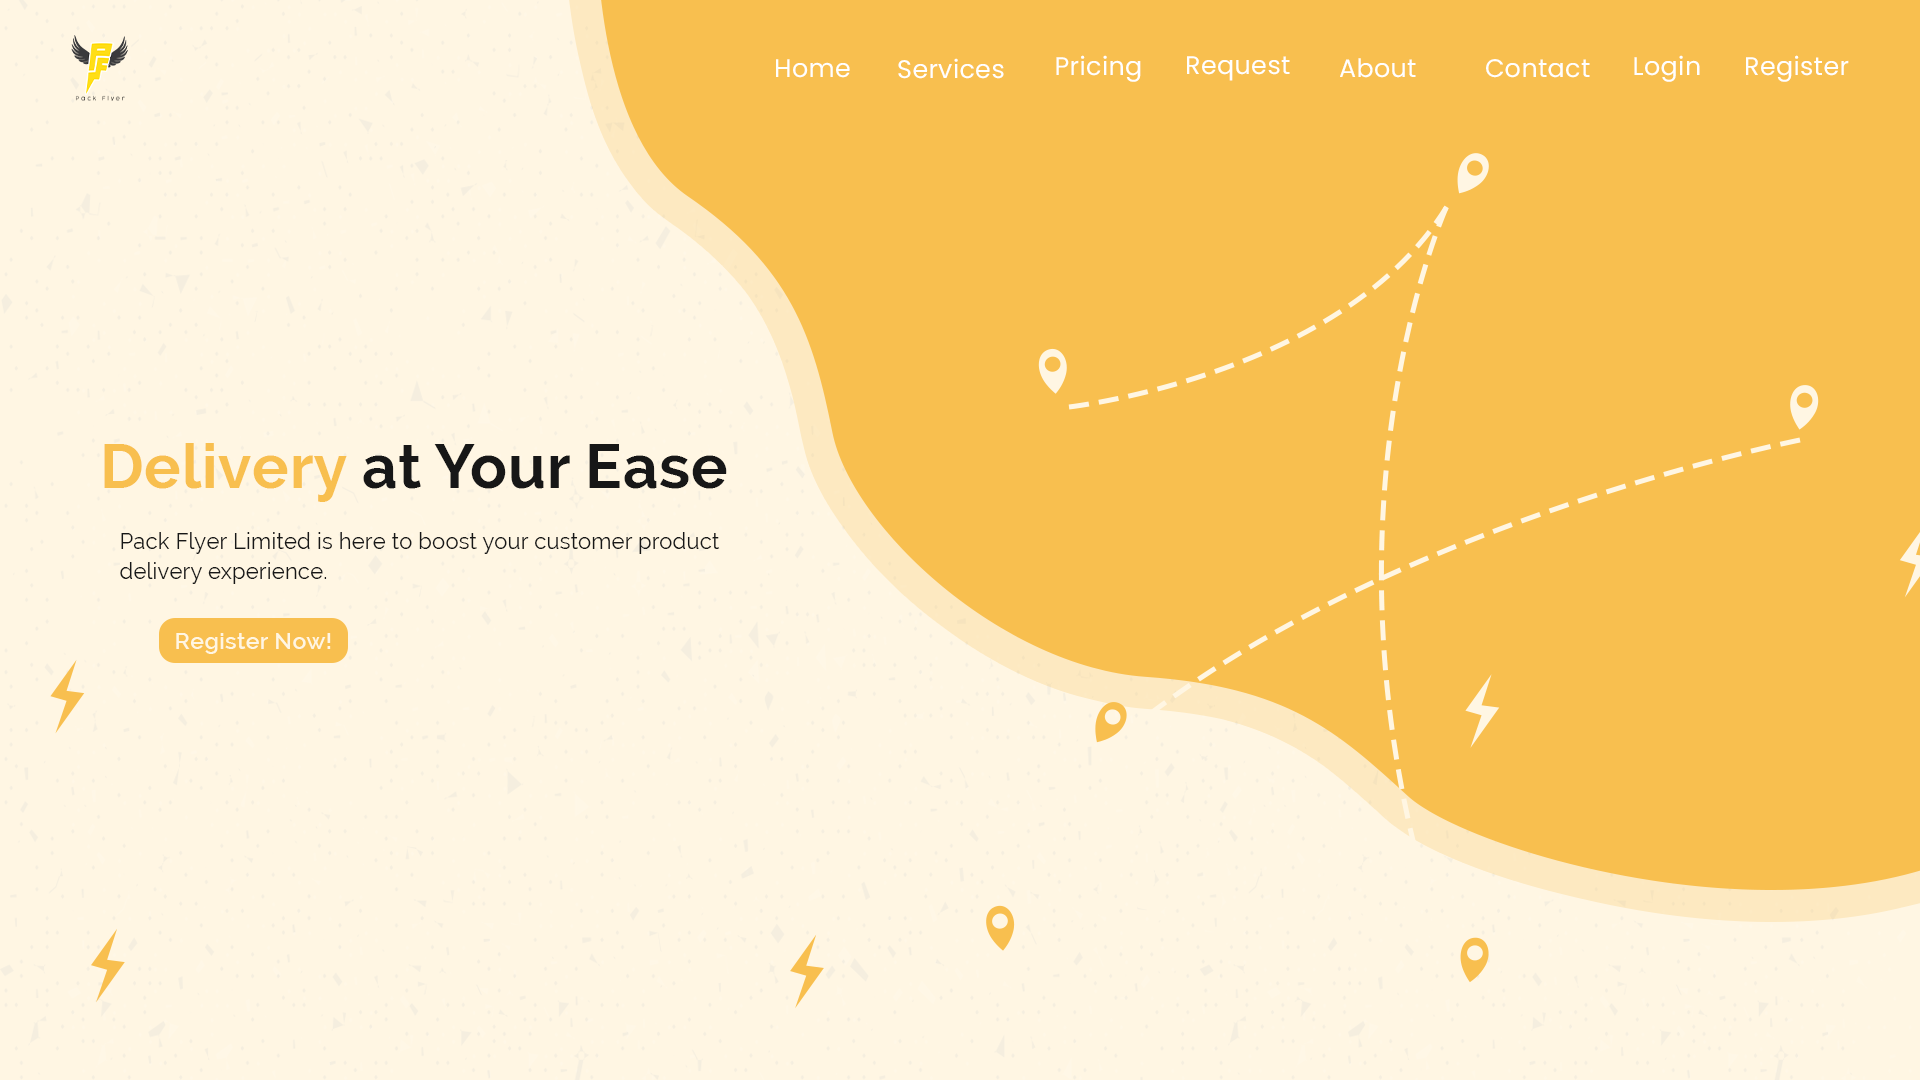 Pack Flyer
Home Services Pricing Request About Contact Login Register
Delivery at Your Ease
Pack Flyer Limited is here to boost your customer product
delivery experience.
Register Now!